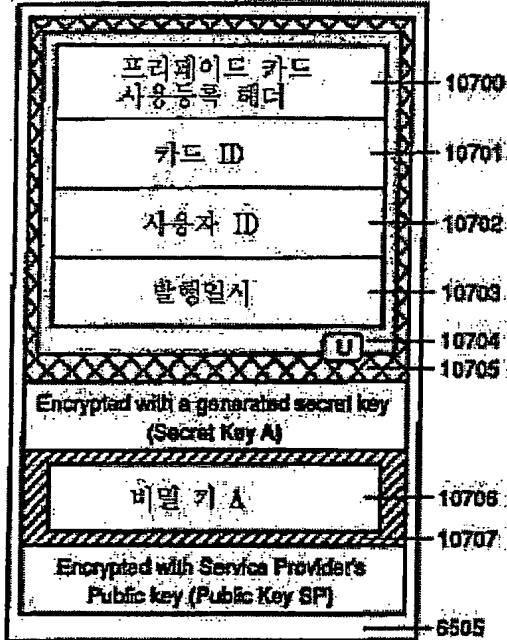 프리페이드 카드
사용등록 헤더
10700
카드 ID
10701
사용자 ID
10702
발행일시
10703
U
10704
10705
Encrypted with a generated secret key
(Secret Key A)
비밀 키 A
10706
10707
Encrypted with Service Provider's
Public key (Public Key SP)
6505